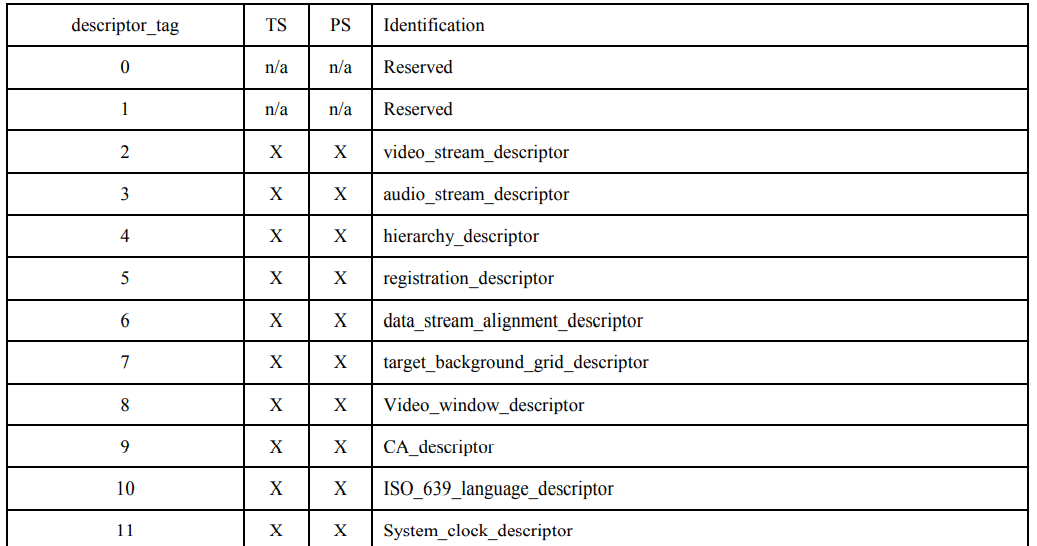 descriptor_tag TS PS Identification
0 n/a n/a Reserved
1 n/a n/a Reserved
2 X X video_stream_descriptor
3 X X audio_stream_descriptor
4 X X hierarchy_descriptor
5 X X registration_descriptor
6 X X data_stream_alignment_descriptor
7 X X target_background_grid_descriptor
8 X X Video_window_descriptor
9 X X CA_descriptor
10 X X ISO_639_language_descriptor
11 X X System_clock_descriptor